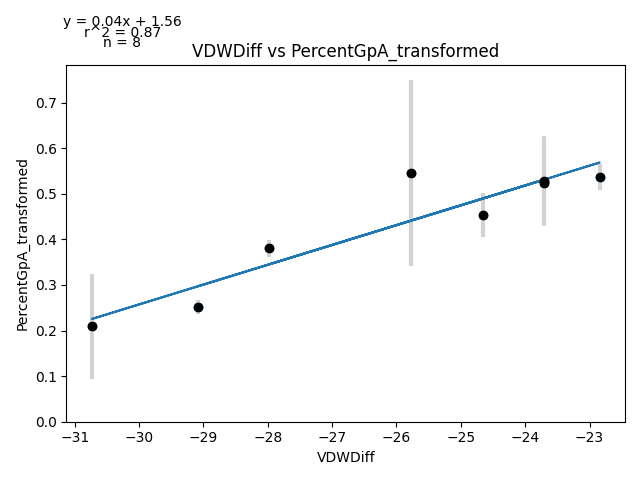 y = 0.04x + 1.56
r^2 = 0.87
n = 8
VDWDiff vs PercentGpA_transformed
PercentGpA_transformed
0.7
0.6
0.5
0.4
0.3
0.2
0.1
0.0
−31 −30 −29 −28 −27 −26 −25 −24 −23
VDWDiff